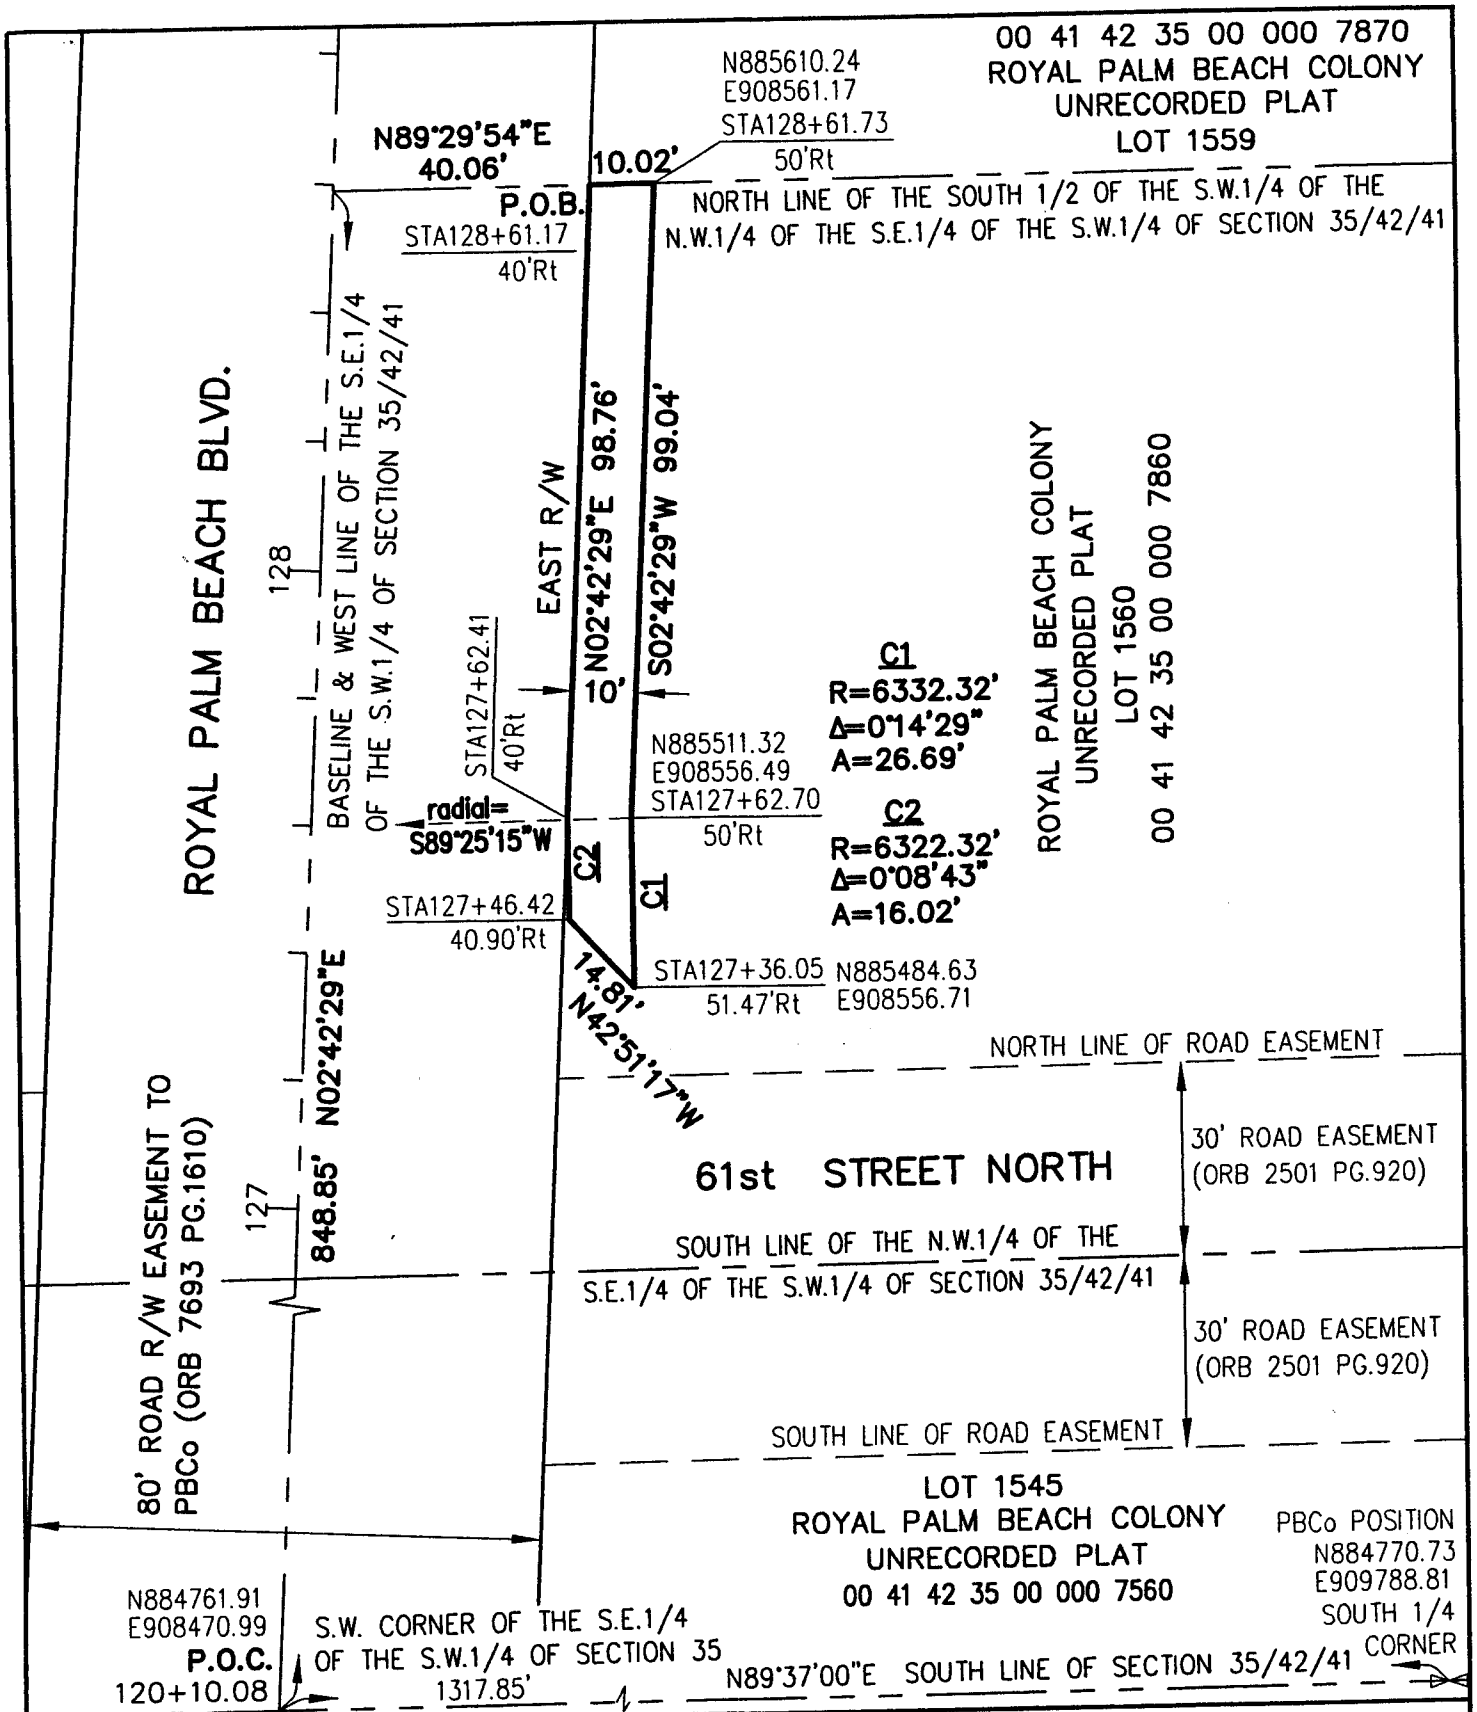 00 41 42 35 00 000 7870
ROYAL PALM BEACH COLONY
UNRECORDED PLAT
LOT 1559
N885610.24
E908561.17
STA128+61.73
50'Rt
N89°29'54"E
40.06'
10.02'
P.O.B.
STA128+61.17
40'Rt
NORTH LINE OF THE SOUTH 1/2 OF THE S.W.1/4 OF THE
N.W.1/4 OF THE S.E.1/4 OF THE S.W.1/4 OF SECTION 35/42/41
ROYAL PALM BEACH BLVD.
128
BASELINE & WEST LINE OF THE S.E.1/4
OF THE S.W.1/4 OF SECTION 35/42/41
EAST R/W
N02°42'29"E 98.76'
S02°42'29"W 99.04'
10'
STA127+62.41
40'Rt
N885511.32
E908556.49
STA127+62.70
50'Rt
C1
R=6332.32'
Δ=0°14'29"
A=26.69'
C2
R=6322.32'
Δ=0°08'43"
A=16.02'
ROYAL PALM BEACH COLONY
UNRECORDED PLAT
LOT 1560
00 41 42 35 00 000 7860
radial=
S89°25'15"W
C2
C1
STA127+46.42
40.90'Rt
14.81'
N42°51'17"W
STA127+36.05
51.47'Rt
N885484.63
E908556.71
848.85' N02°42'29"E
127
NORTH LINE OF ROAD EASEMENT
61st STREET NORTH
30' ROAD EASEMENT
(ORB 2501 PG.920)
SOUTH LINE OF THE N.W.1/4 OF THE
S.E.1/4 OF THE S.W.1/4 OF SECTION 35/42/41
30' ROAD EASEMENT
(ORB 2501 PG.920)
SOUTH LINE OF ROAD EASEMENT
80' ROAD R/W EASEMENT TO
PBCo (ORB 7693 PG.1610)
LOT 1545
ROYAL PALM BEACH COLONY
UNRECORDED PLAT
00 41 42 35 00 000 7560
PBCo POSITION
N884770.73
E909788.81
SOUTH 1/4
CORNER
N884761.91
E908470.99
P.O.C.
120+10.08
S.W. CORNER OF THE S.E.1/4
OF THE S.W.1/4 OF SECTION 35
1317.85'
N89°37'00"E SOUTH LINE OF SECTION 35/42/41